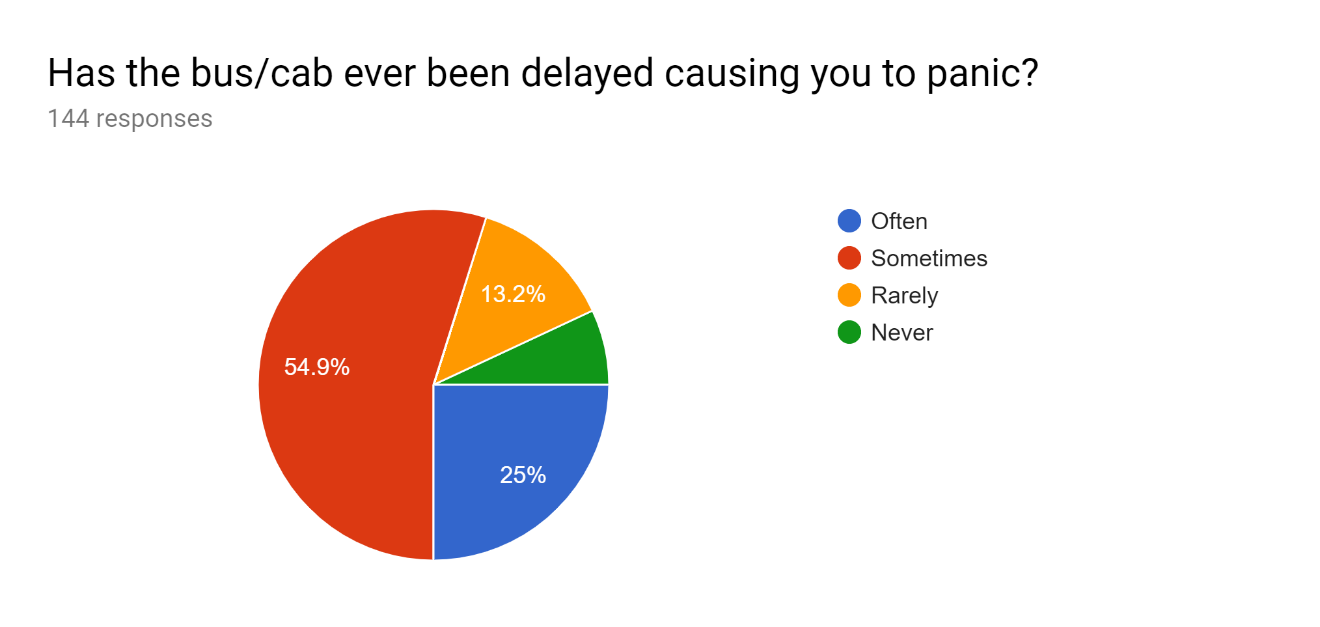 Has the bus/cab ever been delayed causing you to panic?
144 responses
Often
Sometimes
Rarely
Never
13.2%
54.9%
25%